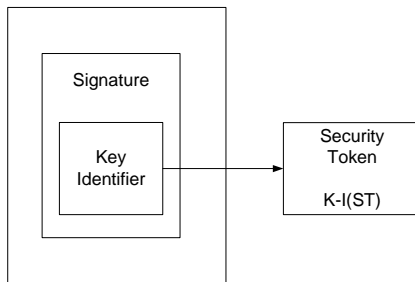 Signature
Key
Identifier
Security
Token
K-I(ST)